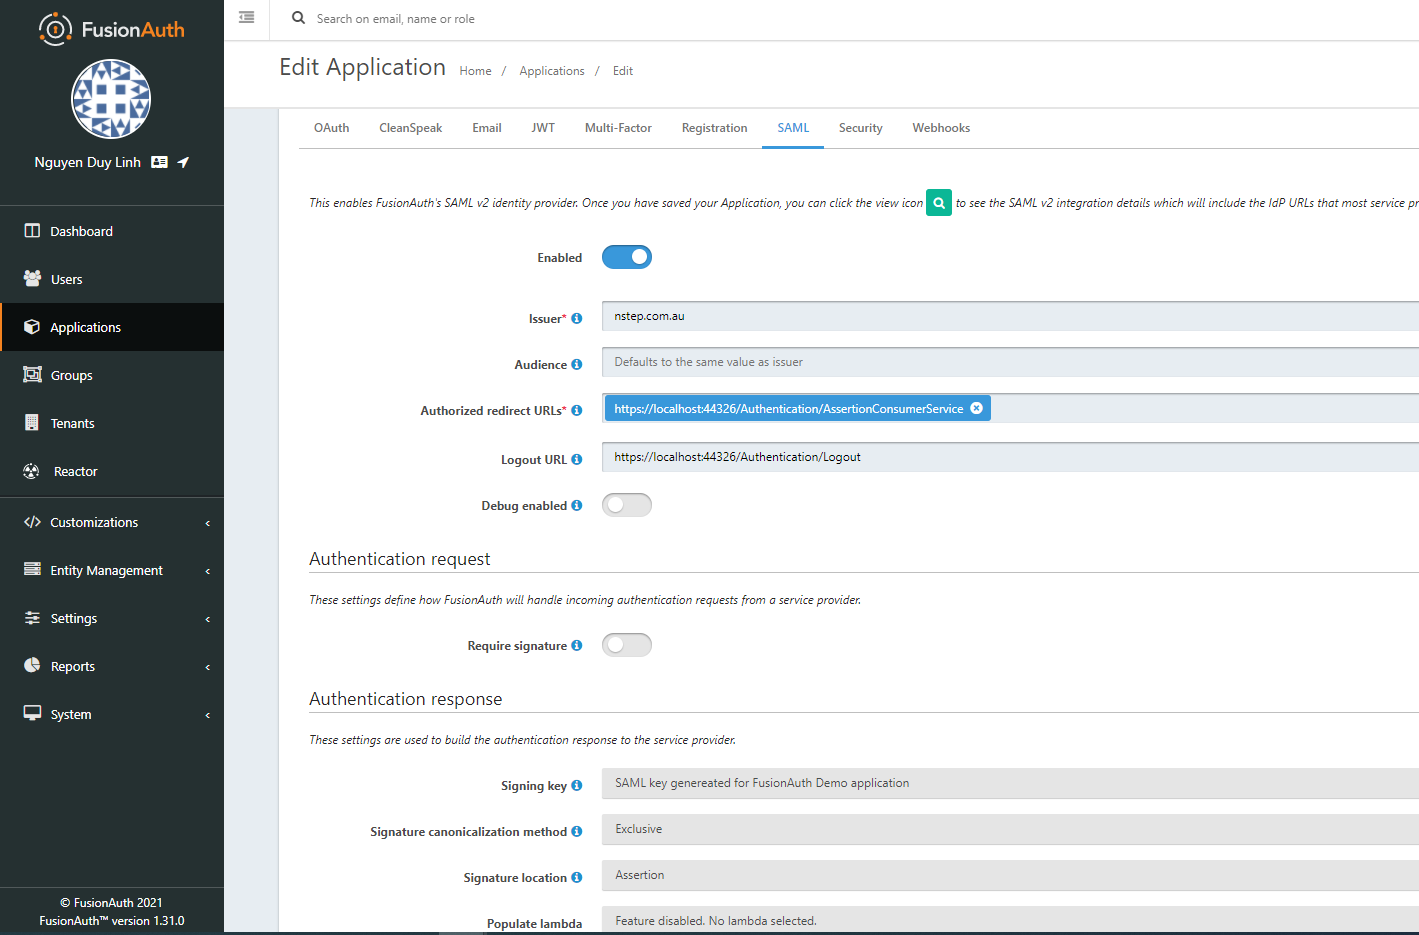 FusionAuth
Search on email, name or role
Nguyen Duy Linh
Dashboard
Users
Applications
Groups
Tenants
Reactor
Customizations
Entity Management
Settings
Reports
System
© FusionAuth 2021
FusionAuth™ version 1.31.0
Edit Application Home / Applications / Edit
OAuth CleanSpeak Email JWT Multi-Factor Registration SAML Security Webhooks
This enables FusionAuth's SAML v2 identity provider. Once you have saved your Application, you can click the view icon to see the SAML v2 integration details which will include the IdP URLs that most service pr
Enabled
Issuer* nstep.com.au
Audience Defaults to the same value as issuer
Authorized redirect URLs* https://localhost:44326/Authentication/AssertionConsumerService
Logout URL https://localhost:44326/Authentication/Logout
Debug enabled
Authentication request
These settings define how FusionAuth will handle incoming authentication requests from a service provider.
Require signature
Authentication response
These settings are used to build the authentication response to the service provider.
Signing key SAML key genereated for FusionAuth Demo application
Signature canonicalization method Exclusive
Signature location Assertion
Populate lambda Feature disabled. No lambda selected.